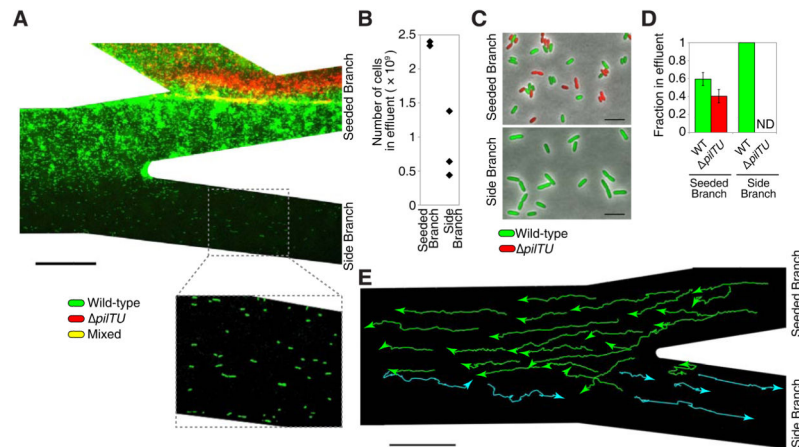 A
Seeded Branch
Side Branch
Wild-type
ΔpilTU
Mixed
B
Number of cells
in effluent ( × 10⁹)
2.5
2
1.5
1
0.5
0
Seeded
Branch
Side
Branch
C
Seeded Branch
Side Branch
Wild-type
ΔpilTU
D
Fraction in effluent
1
0.8
0.6
0.4
0.2
0
ND
WT
ΔpilTU
WT
ΔpilTU
Seeded
Branch
Side
Branch
E
Seeded Branch
Side Branch